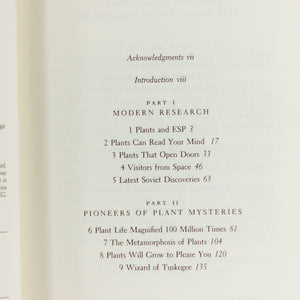 Acknowledgments vii
Introduction viii
PART I
MODERN RESEARCH
1 Plants and ESP 3
2 Plants Can Read Your Mind 17
3 Plants That Open Doors 33
4 Visitors from Space 46
5 Latest Soviet Discoveries 63
PART II
PIONEERS OF PLANT MYSTERIES
6 Plant Life Magnified 100 Million Times 81
7 The Metamorphosis of Plants 104
8 Plants Will Grow to Please You 120
9 Wizard of Tuskegee 135